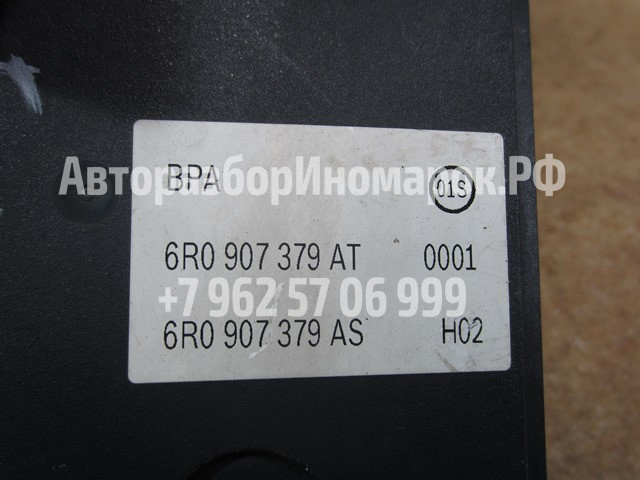 BPA 01S
АвторазборИномарок.РФ
6R0 907 379 AT 0001
+7 962 57 06 999
6R0 907 379 AS H02